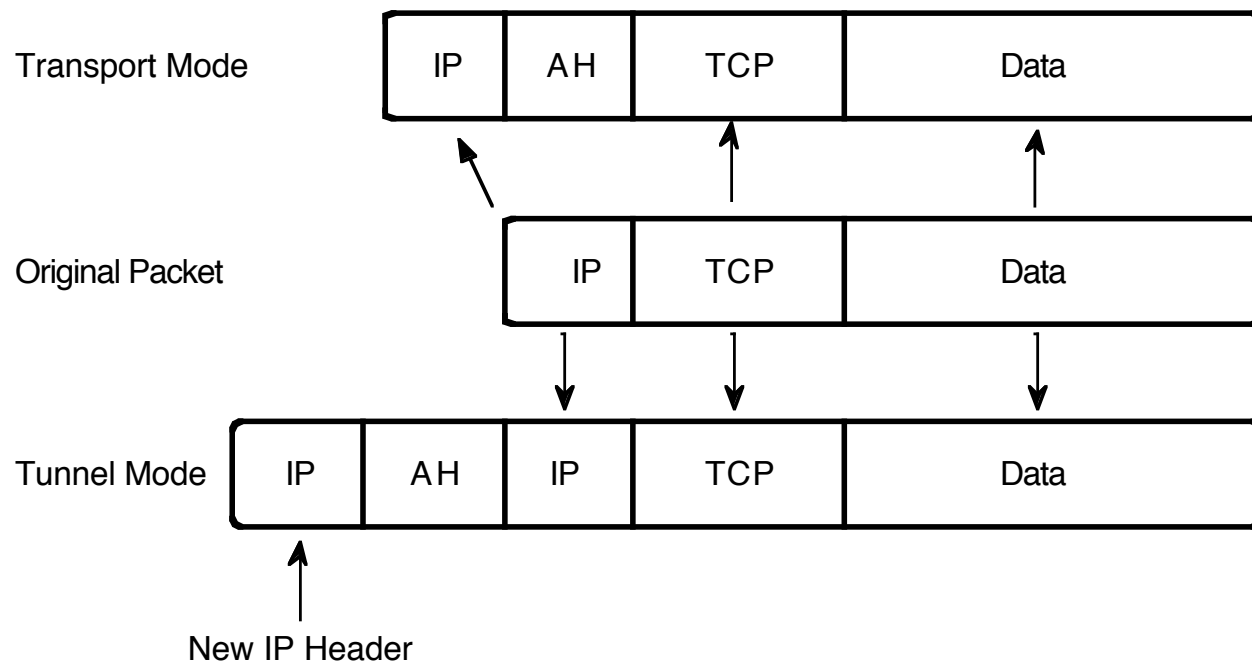 Transport Mode IP AH TCP Data
Original Packet IP TCP Data
Tunnel Mode IP AH IP TCP Data
New IP Header